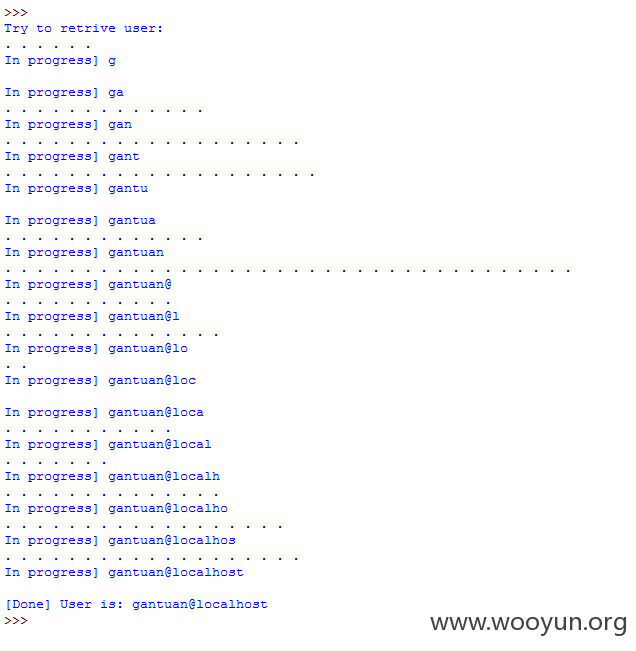 >>>
Try to retrive user:
. . . . . .
In progress] g
In progress] ga
. . . . . . . . . . . . .
In progress] gan
. . . . . . . . . . . . . . . . . . .
In progress] gant
. . . . . . . . . . . . . . . . . . . .
In progress] gantu
In progress] gantua
. . . . . . . . . . . . .
In progress] gantuan
. . . . . . . . . . . . . . . . . . . . . . . . . . . . . . . . . . . .
In progress] gantuan@
. . . . . . . . . . .
In progress] gantuan@l
. . . . . . . . . . . . . .
In progress] gantuan@lo
. .
In progress] gantuan@loc
In progress] gantuan@loca
. . . . . . . . . . .
In progress] gantuan@local
. . . . . . .
In progress] gantuan@localh
. . . . . . . . . . . . . .
In progress] gantuan@localho
. . . . . . . . . . . . . . . . . .
In progress] gantuan@localhos
. . . . . . . . . . . . . . . . . . .
In progress] gantuan@localhost
[Done] User is: gantuan@localhost
>>>
www.wooyun.org